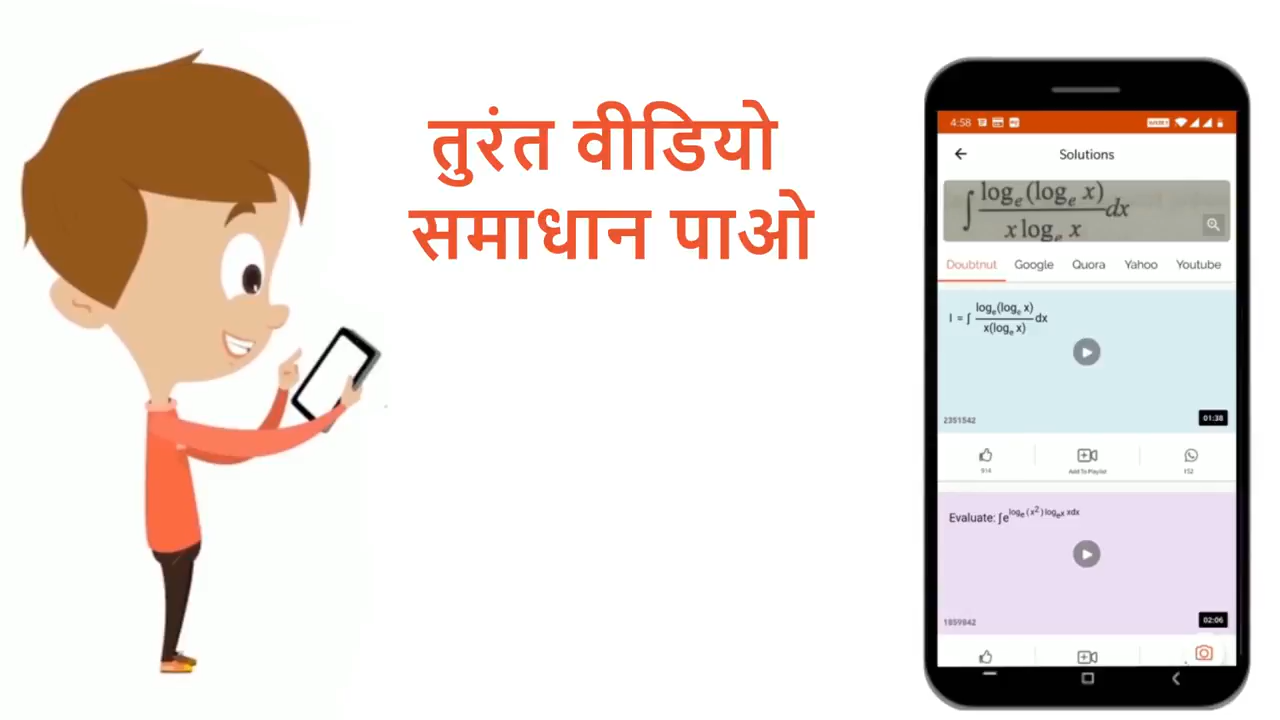 तुरंत वीडियो
समाधान पाओ
4:58
Solutions
∫ logₑ(logₑ x) / x logₑ x dx
Doubtnut Google Quora Yahoo Youtube
I = ∫ logₑ(logₑ x) / x(logₑ x) dx
2351542
01:38
914
Add To Playlist
152
Evaluate: ∫e^logₑ(x²)logₑx xdx
1859842
02:06